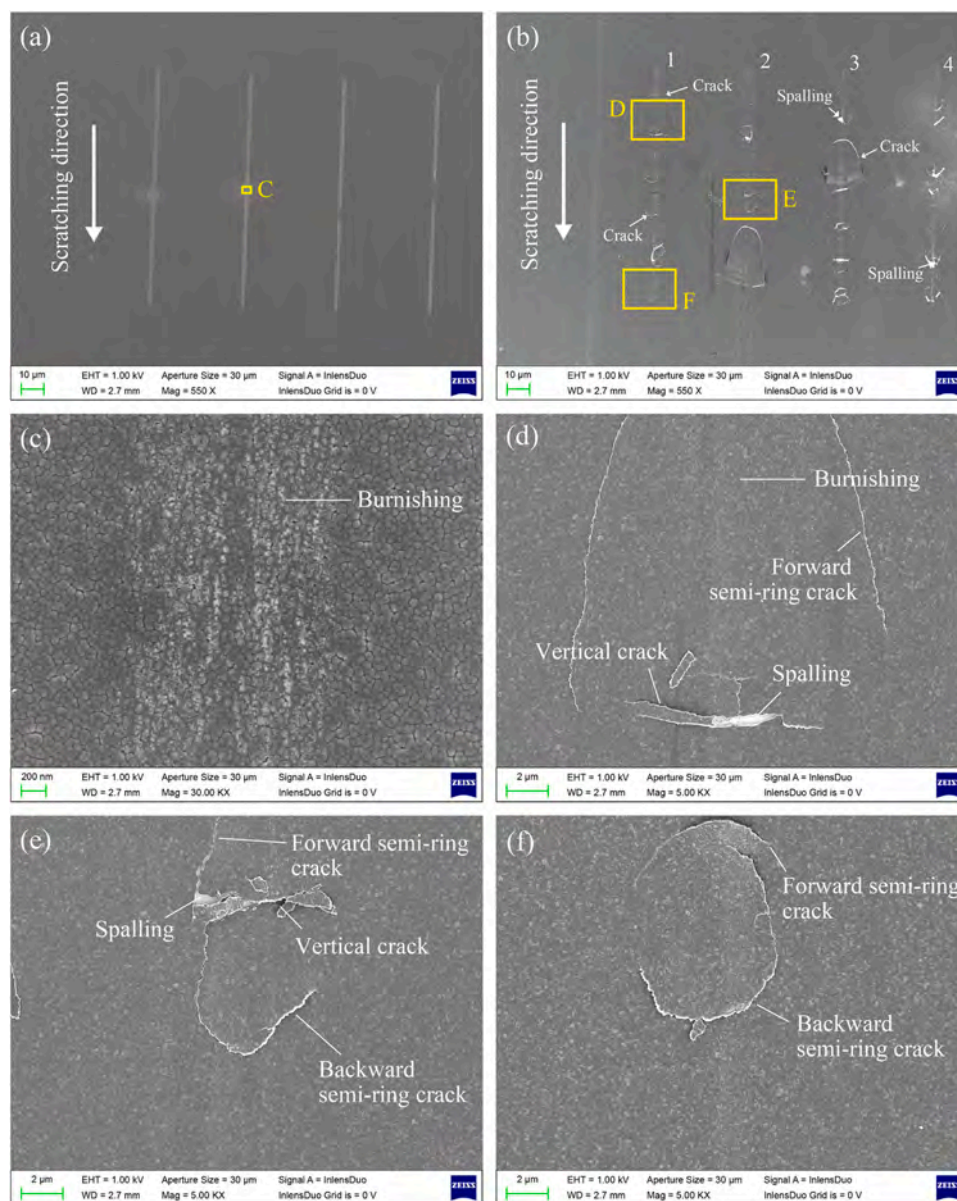 (a)
Scratching direction
C
10 µm
EHT = 1.00 kV
Aperture Size = 30 µm
Signal A = InlensDuo
WD = 2.7 mm
Mag = 550 X
InlensDuo Grid is = 0 V
ZEISS
(b)
1
2
3
4
Crack
Spalling
D
Crack
E
Crack
Spalling
F
Scratching direction
10 µm
EHT = 1.00 kV
Aperture Size = 30 µm
Signal A = InlensDuo
WD = 2.7 mm
Mag = 550 X
InlensDuo Grid is = 0 V
ZEISS
(c)
Burnishing
200 nm
EHT = 1.00 kV
Aperture Size = 30 µm
Signal A = InlensDuo
WD = 2.7 mm
Mag = 30.00 KX
InlensDuo Grid is = 0 V
ZEISS
(d)
Burnishing
Forward
semi-ring crack
Vertical crack
Spalling
2 µm
EHT = 1.00 kV
Aperture Size = 30 µm
Signal A = InlensDuo
WD = 2.7 mm
Mag = 5.00 KX
InlensDuo Grid is = 0 V
ZEISS
(e)
Forward semi-ring
crack
Spalling
Vertical crack
Backward
semi-ring crack
2 µm
EHT = 1.00 kV
Aperture Size = 30 µm
Signal A = InlensDuo
WD = 2.7 mm
Mag = 5.00 KX
InlensDuo Grid is = 0 V
ZEISS
(f)
Forward semi-ring
crack
Backward
semi-ring crack
2 µm
EHT = 1.00 kV
Aperture Size = 30 µm
Signal A = InlensDuo
WD = 2.7 mm
Mag = 5.00 KX
InlensDuo Grid is = 0 V
ZEISS